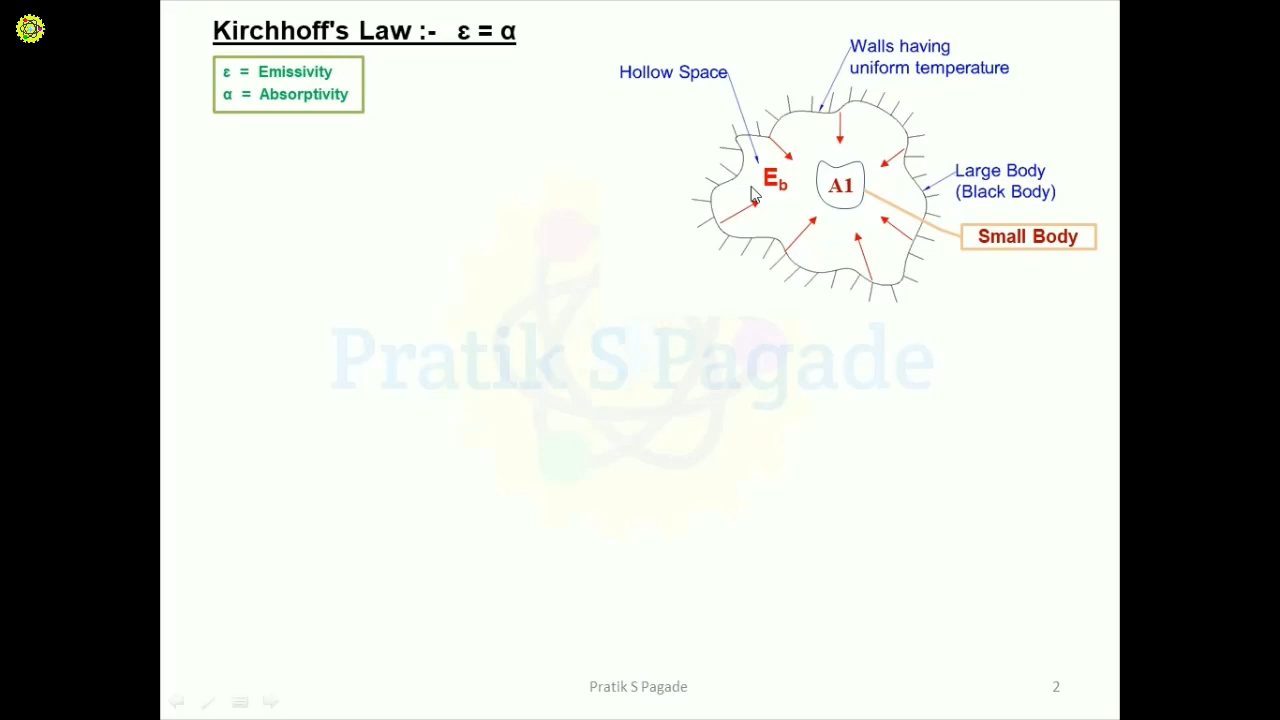 Kirchhoff's Law :-   ε = α
ε  =  Emissivity
α  =  Absorptivity
Hollow Space
Walls having
uniform temperature
Eb
A1
Large Body
(Black Body)
Small Body
Pratik S Pagade
Pratik S Pagade
2